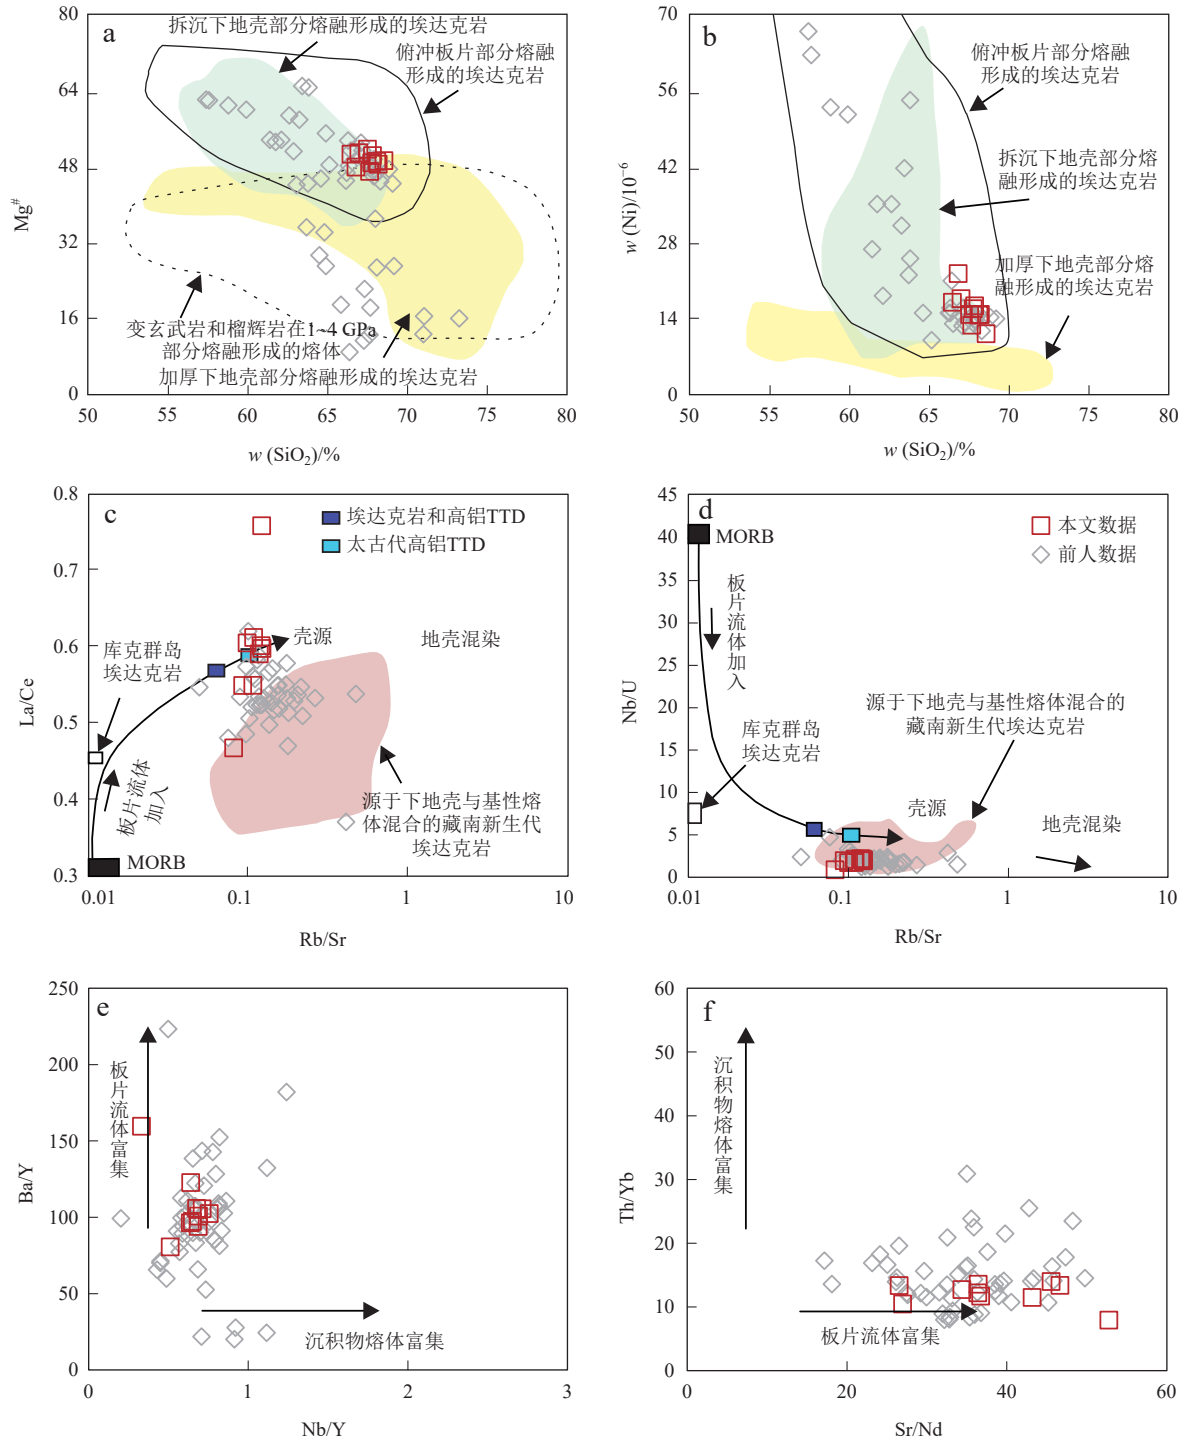 a
80
64
48
32
16
0
Mg#
拆沉下地壳部分熔融形成的埃达克岩
俯冲板片部分熔融
形成的埃达克岩
变玄武岩和榴辉岩在1~4 GPa
部分熔融形成的熔体
加厚下地壳部分熔融形成的埃达克岩
50
60
65
70
75
80
w (SiO2)/%
b
70
56
42
28
14
0
w (Ni)/10-6
俯冲板片部分熔融
形成的埃达克岩
拆沉下地壳部分熔
融形成的埃达克岩
加厚下地壳部分熔
融形成的埃达克岩
50
60
65
70
75
80
w (SiO2)/%
c
0.8
0.7
0.6
0.5
0.4
0.3
La/Ce
埃达克岩和高铝TTD
太古代高铝TTD
库克群岛
埃达克岩
壳源
地壳混染
板片流体
加入
源于下地壳与基性熔
体混合的藏南新生代
埃达克岩
MORB
0.01
0.1
1
10
Rb/Sr
d
45
40
35
30
25
20
15
10
5
0
Nb/U
MORB
本文数据
前人数据
板片流体加入
源于下地壳与基性熔体混合的
藏南新生代埃达克岩
库克群岛
埃达克岩
壳源
地壳混染
0.01
0.1
1
10
Rb/Sr
e
250
200
150
100
50
0
Ba/Y
板片流体富集
沉积物熔体富集
0
1
2
3
Nb/Y
f
60
50
40
30
20
10
0
Th/Yb
沉积物熔体富集
板片流体富集
0
20
40
60
Sr/Nd